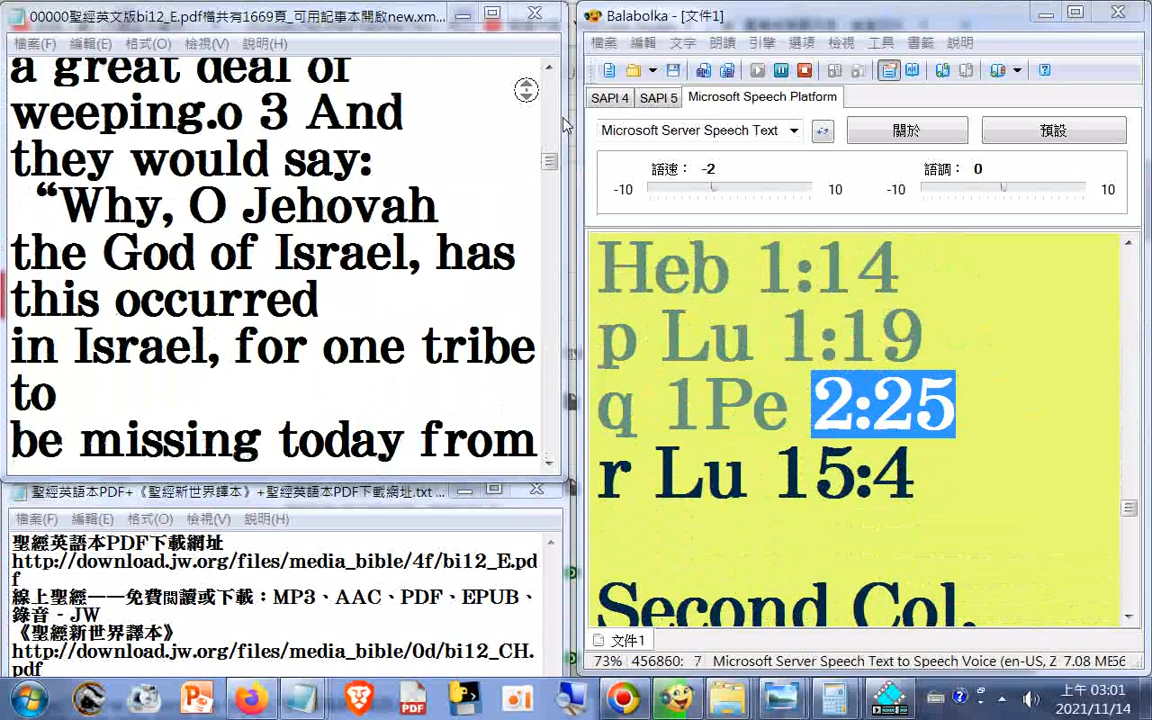 00000聖經英文版bi12_E.pdf檔共有1669頁_可用記事本開啟new.xm...
檔案(F) 編輯(E) 格式(O) 檢視(V) 說明(H)
a great deal of
weeping.o 3 And
they would say:
“Why, O Jehovah
the God of Israel, has
this occurred
in Israel, for one tribe
to
be missing today from
聖經英語本PDF+《聖經新世界譯本》+聖經英語本PDF下載網址.txt ...
檔案(F) 編輯(E) 格式(O) 檢視(V) 說明(H)
聖經英語本PDF下載網址
http://download.jw.org/files/media_bible/4f/bi12_E.pd
f
線上聖經——免費閱讀或下載：MP3、AAC、PDF、EPUB、
錄音 - JW
《聖經新世界譯本》
http://download.jw.org/files/media_bible/0d/bi12_CH.
pdf
Balabolka - [文件1]
檔案 編輯 文字 朗讀 引擎 選項 檢視 工具 書籤 說明
SAPI 4 SAPI 5 Microsoft Speech Platform
Microsoft Server Speech Text 關於 預設
語速： -2 語調： 0
-10 10 -10 10
Heb 1:14
p Lu 1:19
q 1Pe 2:25
r Lu 15:4
Second Col.
文件1
73% 456860: 7 Microsoft Server Speech Text to Speech Voice (en-US, Z 7.08 ME56
PDF
上午 03:01
2021/11/14